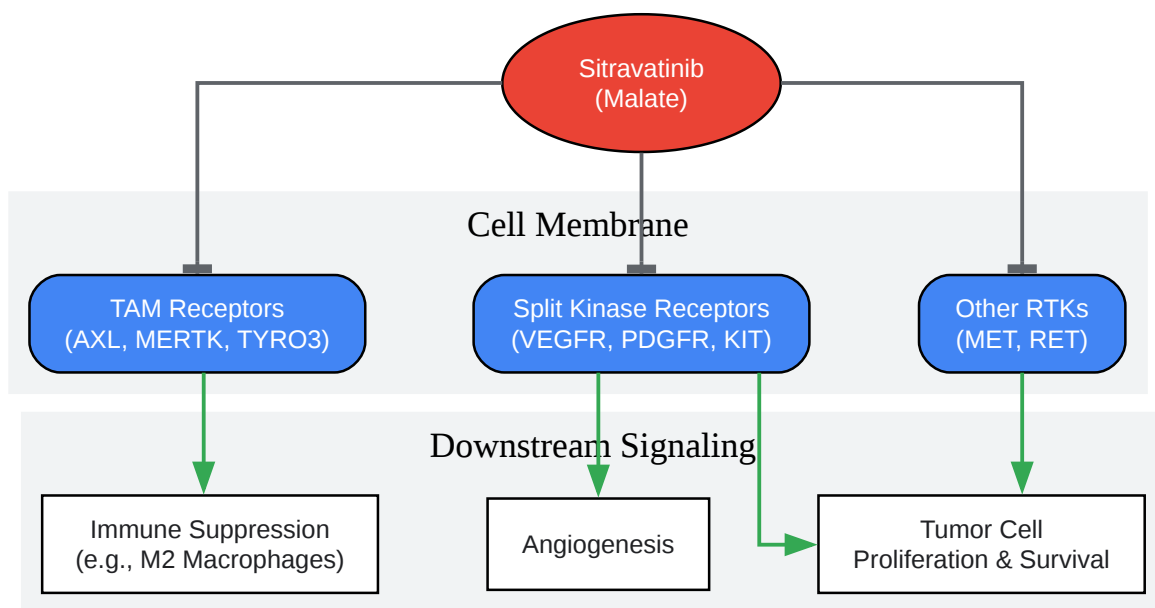 Sitravatinib
(Malate)
Cell Membrane
TAM Receptors
(AXL, MERTK, TYRO3)
Split Kinase Receptors
(VEGFR, PDGFR, KIT)
Other RTKs
(MET, RET)
Downstream Signaling
Immune Suppression
(e.g., M2 Macrophages)
Angiogenesis
Tumor Cell
Proliferation & Survival